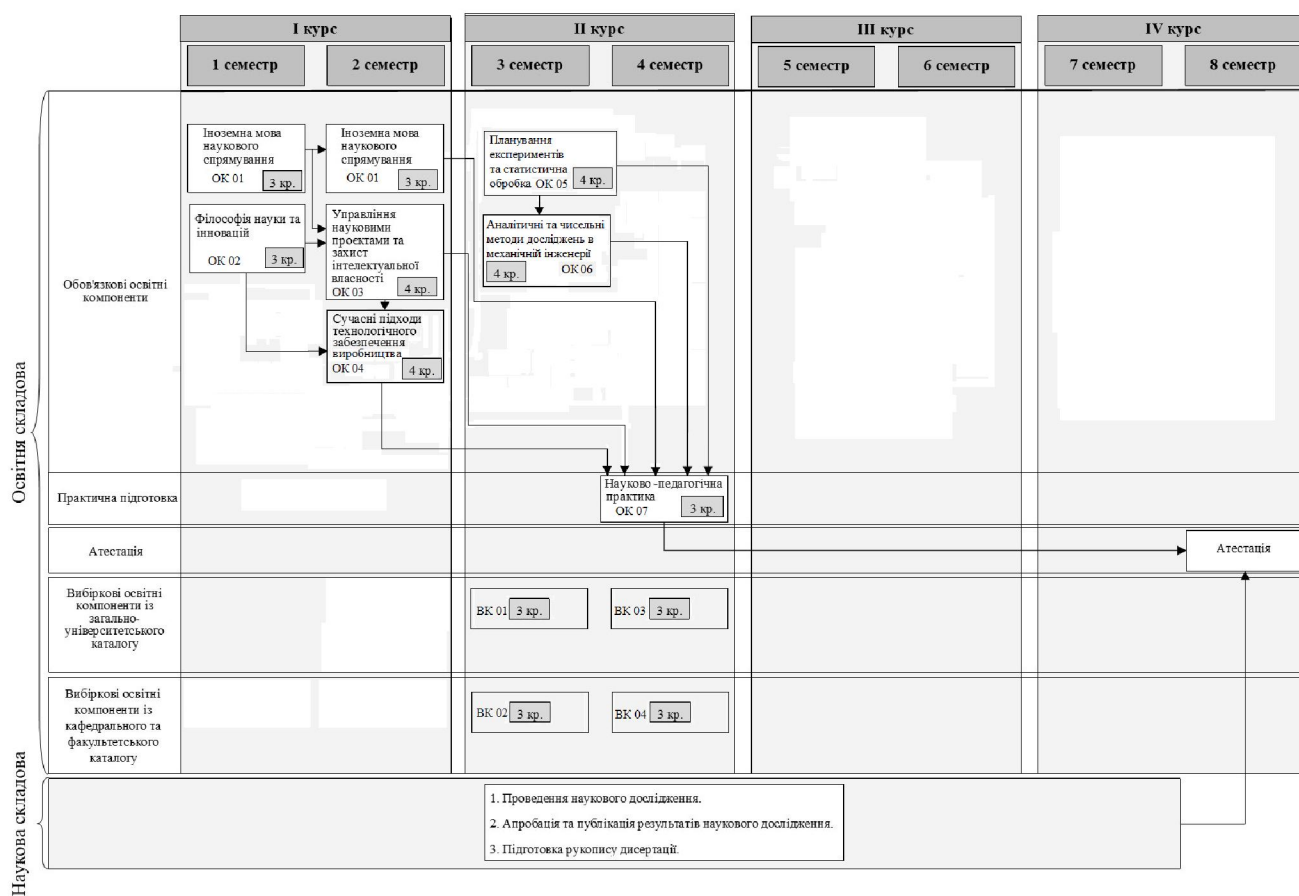 I курс
II курс
III курс
IV курс
1 семестр
2 семестр
3 семестр
4 семестр
5 семестр
6 семестр
7 семестр
8 семестр
Освітня складова
Обов'язкові освітні
компоненти
Іноземна мова
наукового
спрямування
ОК 01
3 кр.
Іноземна мова
наукового
спрямування
ОК 01
3 кр.
Планування
експериментів
та статистична
обробка ОК 05
4 кр.
Філософія науки та
інновацій
ОК 02
3 кр.
Управління
науковими
проєктами та
захист
інтелектуальної
власності
ОК 03
4 кр.
Аналітичні та чисельні
методи досліджень в
механічній інженерії
ОК 06
4 кр.
Сучасні підходи
технологічного
забезпечення
виробництва
ОК 04
4 кр.
Практична підготовка
Науково-педагогічна
практика
ОК 07
3 кр.
Атестація
Атестація
Вибіркові освітні
компоненти із
загально-
університетського
каталогу
ВК 01 3 кр.
ВК 03 3 кр.
Вибіркові освітні
компоненти із
кафедрального та
факультетського
каталогу
ВК 02 3 кр.
ВК 04 3 кр.
Наукова складова
1. Проведення наукового дослідження.
2. Апробація та публікація результатів наукового дослідження.
3. Підготовка рукопису дисертації.